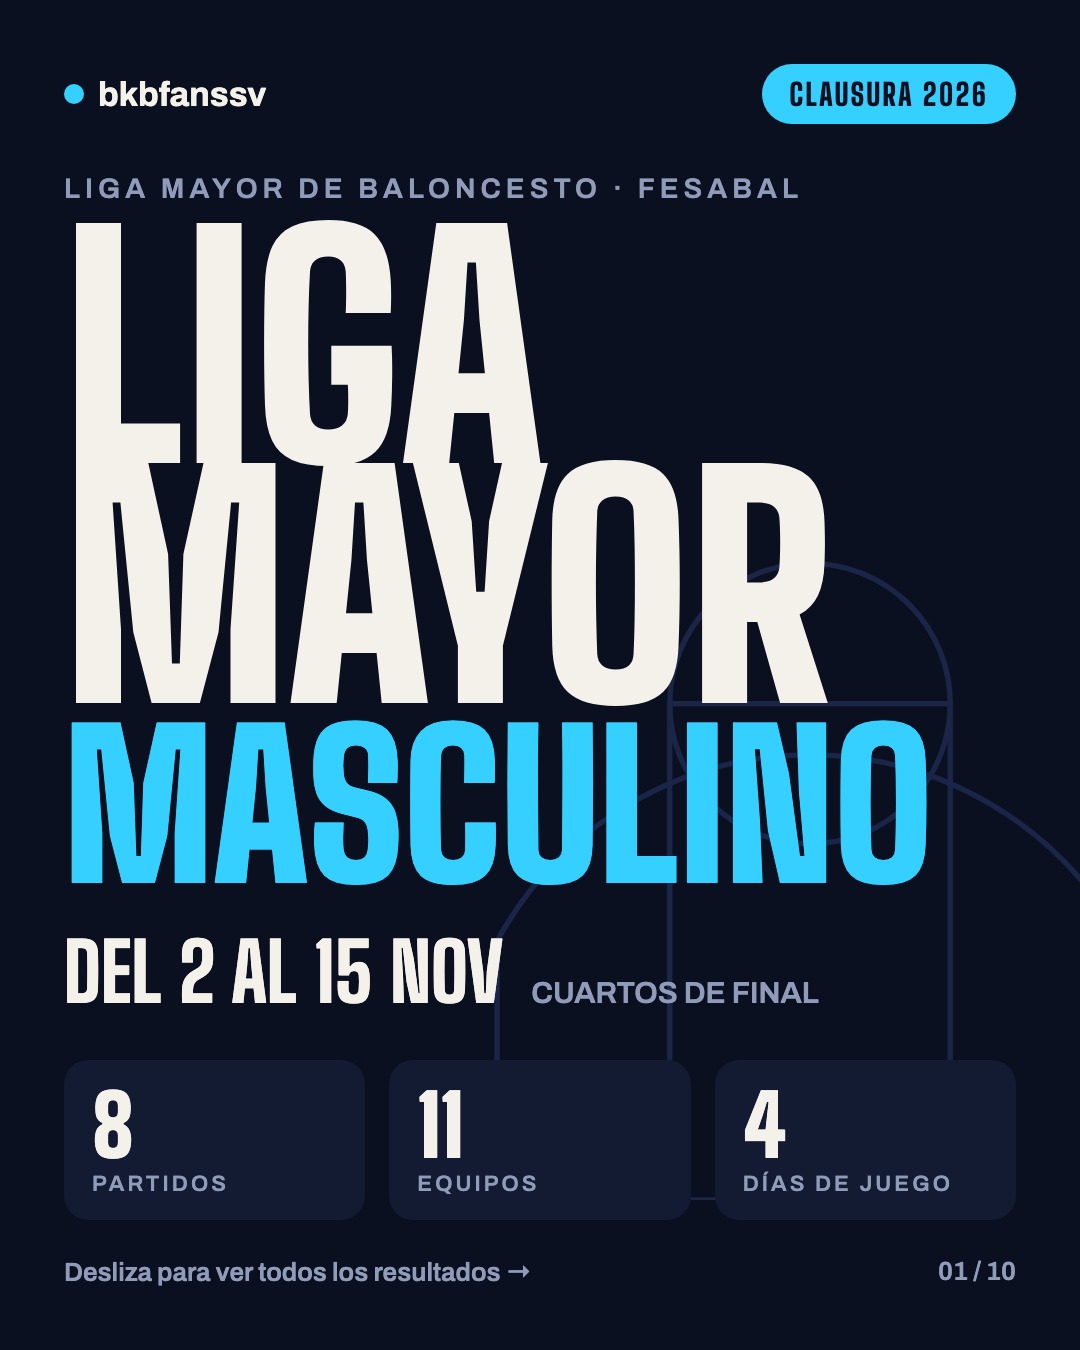 bkbfanssv
CLAUSURA 2026
LIGA MAYOR DE BALONCESTO · FESABAL
LIGA
MAYOR
MASCULINO
DEL 2 AL 15 NOV
CUARTOS DE FINAL
8
PARTIDOS
11
EQUIPOS
4
DÍAS DE JUEGO
Desliza para ver todos los resultados →
01 / 10